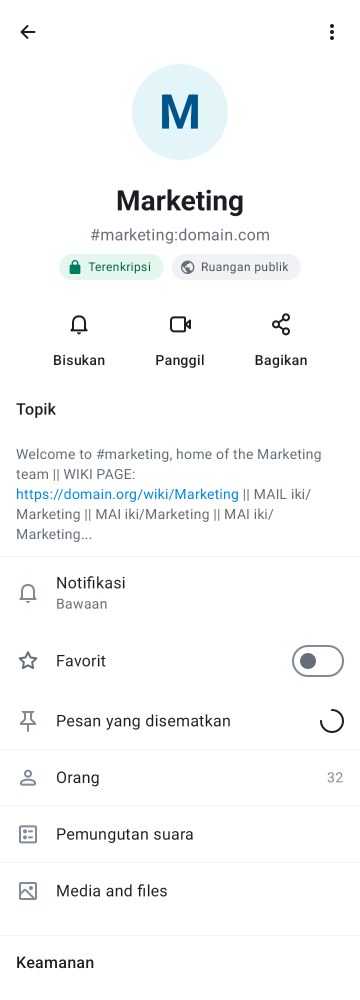 M
Marketing
#marketing:domain.com
Terenkripsi
Ruangan publik
Bisukan
Panggil
Bagikan
Topik
Welcome to #marketing, home of the Marketing
team || WIKI PAGE:
https://domain.org/wiki/Marketing || MAIL iki/
Marketing || MAI iki/Marketing || MAI iki/
Marketing...
Notifikasi
Bawaan
Favorit
Pesan yang disematkan
Orang
32
Pemungutan suara
Media and files
Keamanan